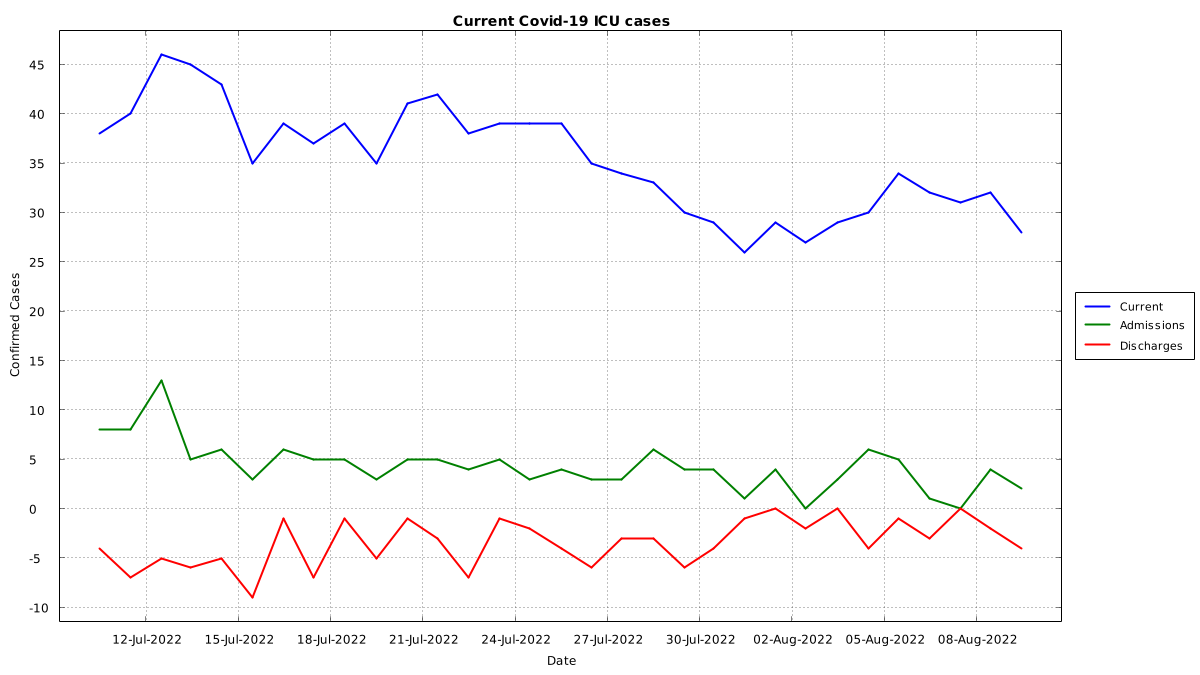 Current Covid-19 ICU cases
45
40
35
30
25
20
15
10
5
0
-5
-10
Confirmed Cases
12-Jul-2022 15-Jul-2022 18-Jul-2022 21-Jul-2022 24-Jul-2022 27-Jul-2022 30-Jul-2022 02-Aug-2022 05-Aug-2022 08-Aug-2022
Date
Current
Admissions
Discharges